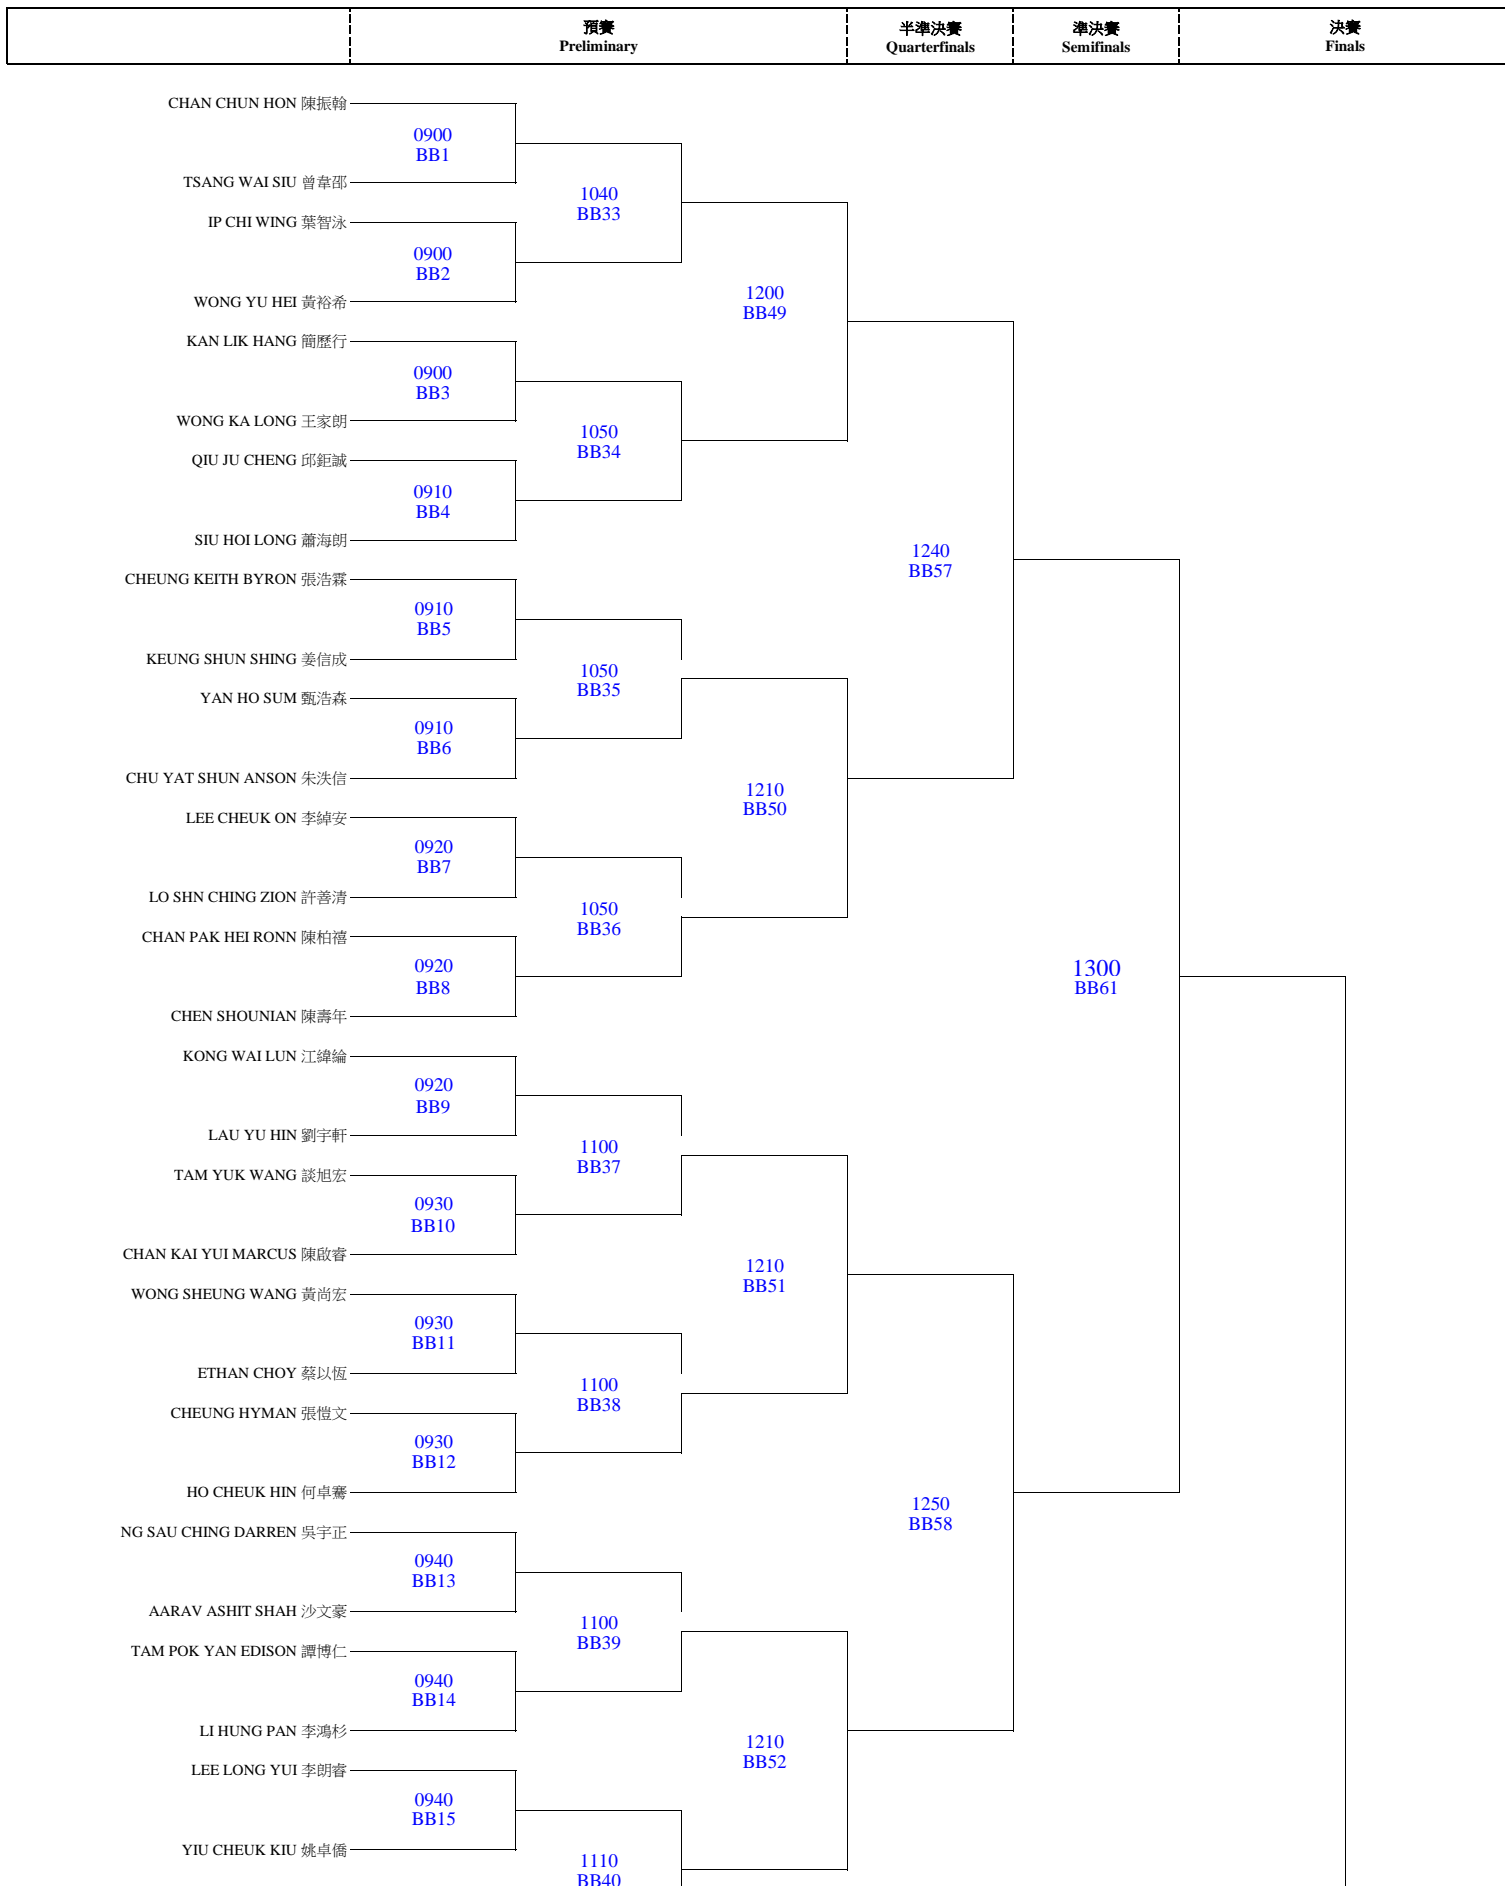 預賽 半準決賽 準決賽 決賽
Preliminary Quarterfinals Semifinals Finals
CHAN CHUN HON 陳振翰
0900
BB1
TSANG WAI SIU 曾韋邵
1040
BB33
IP CHI WING 葉智泳
0900
BB2
WONG YU HEI 黃裕希
1200
BB49
KAN LIK HANG 簡歷行
0900
BB3
WONG KA LONG 王家朗
1050
BB34
QIU JU CHENG 邱鉅誠
0910
BB4
SIU HOI LONG 蕭海朗
1240
BB57
CHEUNG KEITH BYRON 張浩霖
0910
BB5
KEUNG SHUN SHING 姜信成
1050
BB35
YAN HO SUM 甄浩森
0910
BB6
CHU YAT SHUN ANSON 朱泆信
1210
BB50
LEE CHEUK ON 李綽安
0920
BB7
LO SHN CHING ZION 許善清
1050
BB36
CHAN PAK HEI RONN 陳柏禧
0920
BB8
1300
BB61
CHEN SHOUNIAN 陳壽年
KONG WAI LUN 江緯綸
0920
BB9
LAU YU HIN 劉宇軒
1100
BB37
TAM YUK WANG 談旭宏
0930
BB10
CHAN KAI YUI MARCUS 陳啟睿
1210
BB51
WONG SHEUNG WANG 黃尚宏
0930
BB11
ETHAN CHOY 蔡以恆
1100
BB38
CHEUNG HYMAN 張愷文
0930
BB12
HO CHEUK HIN 何卓騫
1250
BB58
NG SAU CHING DARREN 吳宇正
0940
BB13
AARAV ASHIT SHAH 沙文豪
1100
BB39
TAM POK YAN EDISON 譚博仁
0940
BB14
LI HUNG PAN 李鴻杉
1210
BB52
LEE LONG YUI 李朗睿
0940
BB15
YIU CHEUK KIU 姚卓僑
1110
BB40